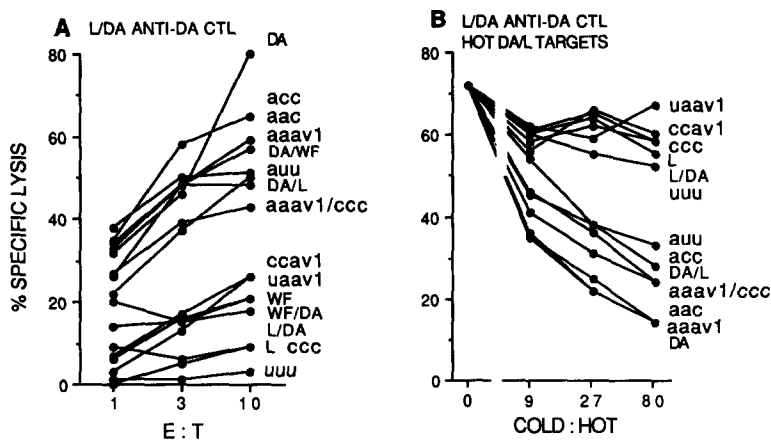 A L/DA ANTI-DA CTL
% SPECIFIC LYSIS
80
60
40
20
0
1 3 10
E : T
DA
acc
aac
aaav1
DA/WF
auu
DA/L
aaav1/ccc
ccav1
uaav1
WF
WF/DA
L/DA
L ccc
uuu
B L/DA ANTI-DA CTL
HOT DA/L TARGETS
80
60
40
20
0
0 9 27 80
COLD : HOT
uaav1
ccav1
ccc
L
L/DA
uuu
auu
acc
DA/L
aaav1/ccc
aac
aaav1
DA